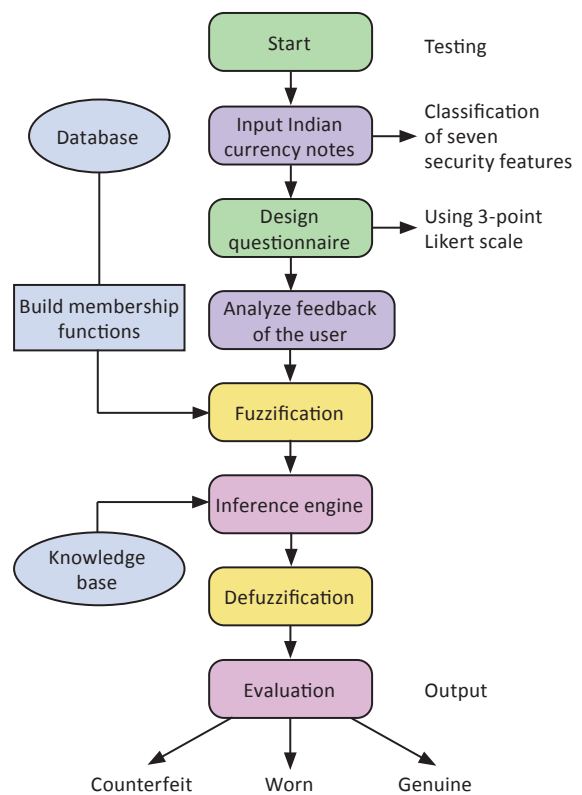 Start
Testing
Input Indian
currency notes
Classification
of seven
security features
Database
Design
questionnaire
Using 3-point
Likert scale
Build membership
functions
Analyze feedback
of the user
Fuzzification
Inference engine
Knowledge
base
Defuzzification
Evaluation
Output
Counterfeit
Worn
Genuine